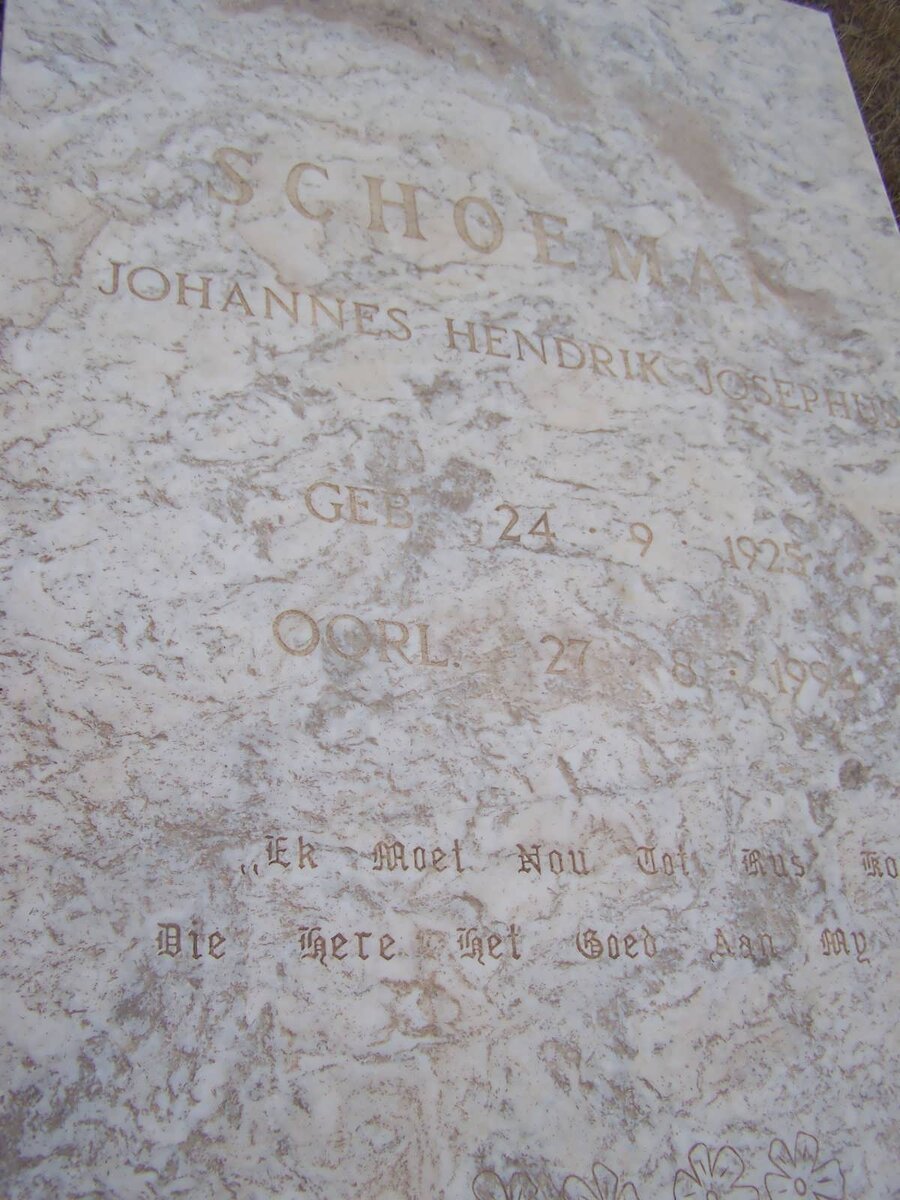 SCHOEMAN
JOHANNES HENDRIK JOSEPHUS
GEB 24 · 9 · 1925
OORL. 27 · 8 · 1994
„Ek Moet Nou Tot Rus Ko
Die Here Het Goed Aan My